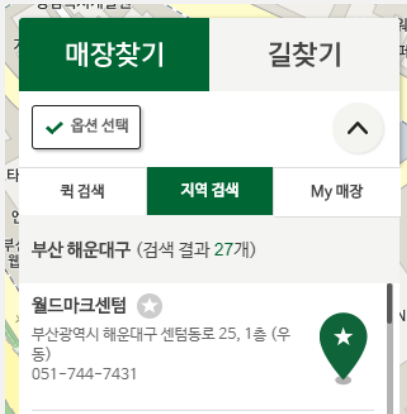 매장찾기 길찾기
옵션 선택
퀵 검색 지역 검색 My 매장
부산 해운대구 (검색 결과 27개)
월드마크센텀
부산광역시 해운대구 센텀동로 25, 1층 (우
동)
051-744-7431